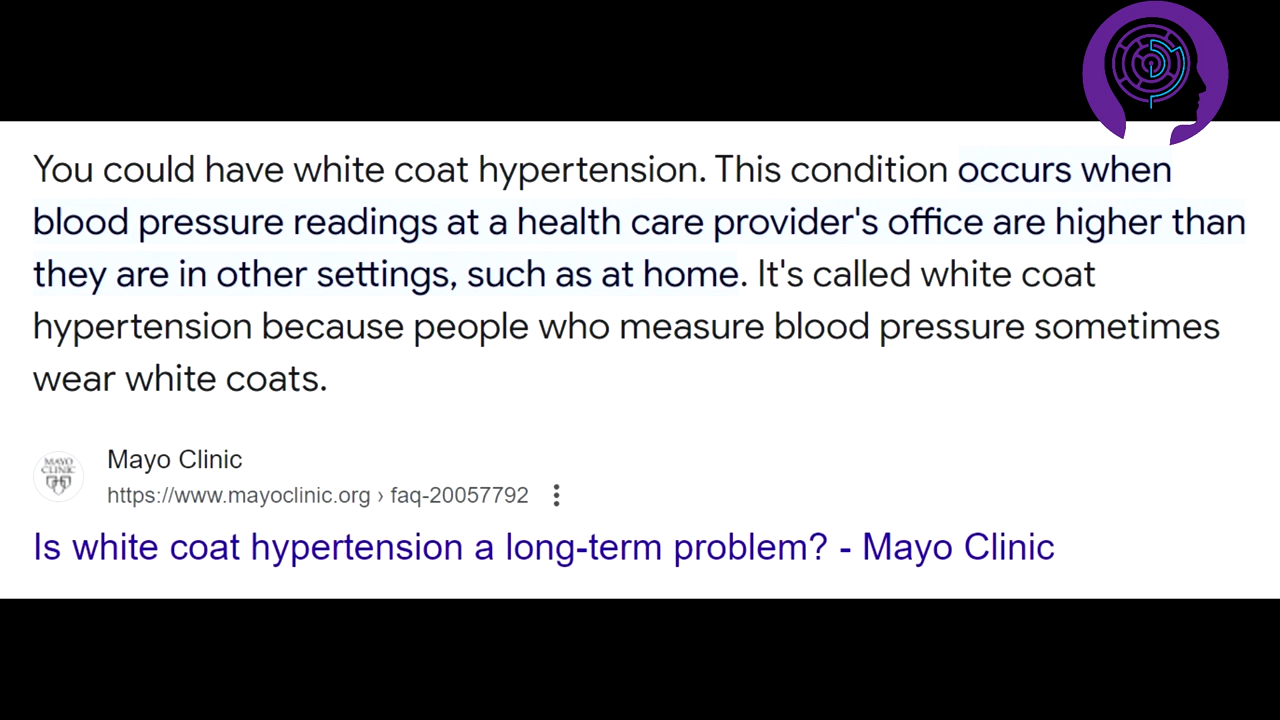 You could have white coat hypertension. This condition occurs when
blood pressure readings at a health care provider's office are higher than
they are in other settings, such as at home. It's called white coat
hypertension because people who measure blood pressure sometimes
wear white coats.
MAYO
CLINIC
Mayo Clinic
https://www.mayoclinic.org › faq-20057792
Is white coat hypertension a long-term problem? - Mayo Clinic